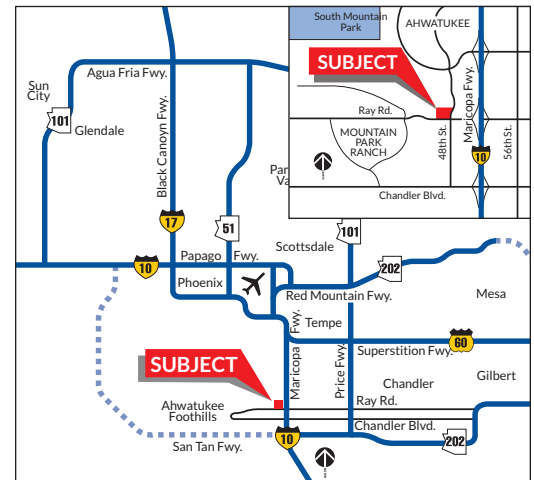 South Mountain
Park
AHWATUKEE
SUBJECT
Ray Rd.
MOUNTAIN
PARK
RANCH
48th St.
Maricopa Fwy.
56th St.
10
Chandler Blvd.
Agua Fria Fwy.
Sun
City
101
Glendale
Black Canoyn Fwy.
17
51
Scottsdale
101
202
Papago Fwy.
10
Phoenix
Red Mountain Fwy.
Mesa
Tempe
Maricopa Fwy.
Price Fwy.
60
Superstition Fwy.
SUBJECT
Chandler
Gilbert
Ahwatukee
Foothills
Ray Rd.
Chandler Blvd.
10
202
San Tan Fwy.